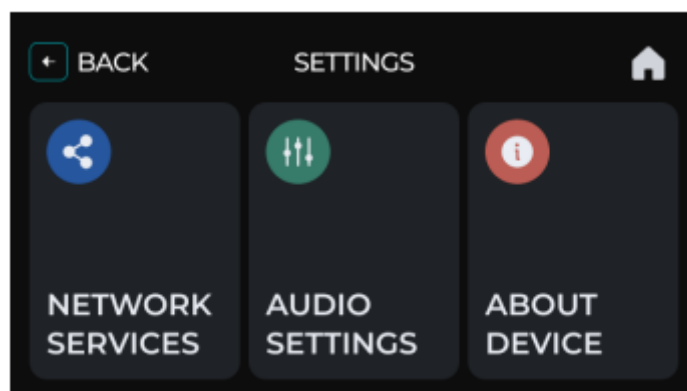 BACK
SETTINGS
NETWORK
SERVICES
AUDIO
SETTINGS
ABOUT
DEVICE